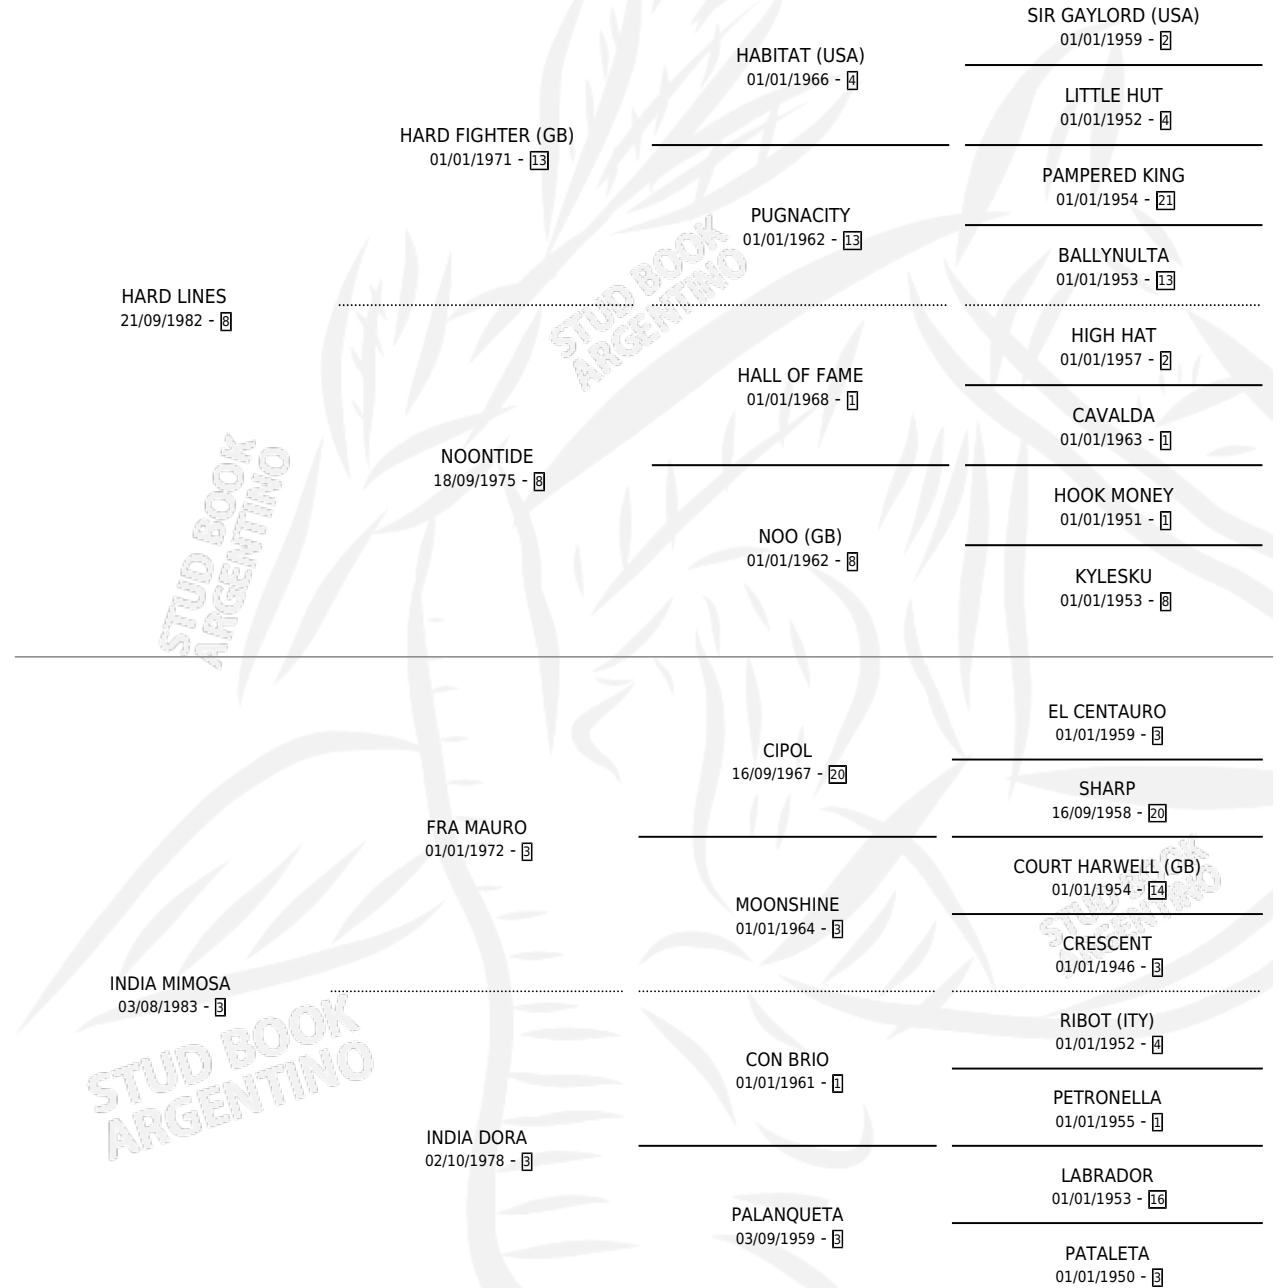 SIR GAYLORD (USA)
01/01/1959 - 2
HABITAT (USA)
01/01/1966 - 4
LITTLE HUT
01/01/1952 - 4
HARD FIGHTER (GB)
01/01/1971 - 13
PAMPERED KING
01/01/1954 - 21
PUGNACITY
01/01/1962 - 13
BALLYNULTA
01/01/1953 - 13
HARD LINES
21/09/1982 - 8
HIGH HAT
01/01/1957 - 2
HALL OF FAME
01/01/1968 - 1
CAVALDA
01/01/1963 - 1
NOONTIDE
18/09/1975 - 8
HOOK MONEY
01/01/1951 - 1
NOO (GB)
01/01/1962 - 8
KYLESKU
01/01/1953 - 8
EL CENTAURO
01/01/1959 - 3
CIPOL
16/09/1967 - 20
SHARP
16/09/1958 - 20
FRA MAURO
01/01/1972 - 3
COURT HARWELL (GB)
01/01/1954 - 14
MOONSHINE
01/01/1964 - 3
CRESCENT
01/01/1946 - 3
INDIA MIMOSA
03/08/1983 - 3
RIBOT (ITY)
01/01/1952 - 4
CON BRIO
01/01/1961 - 1
PETRONELLA
01/01/1955 - 1
INDIA DORA
02/10/1978 - 3
LABRADOR
01/01/1953 - 16
PALANQUETA
03/09/1959 - 3
PATALETA
01/01/1950 - 3
STUD BOOK
ARGENTINO
STUD BOOK
ARGENTINO
STUD BOOK
ARGENTINO
STUD BOOK
ARGENTINO